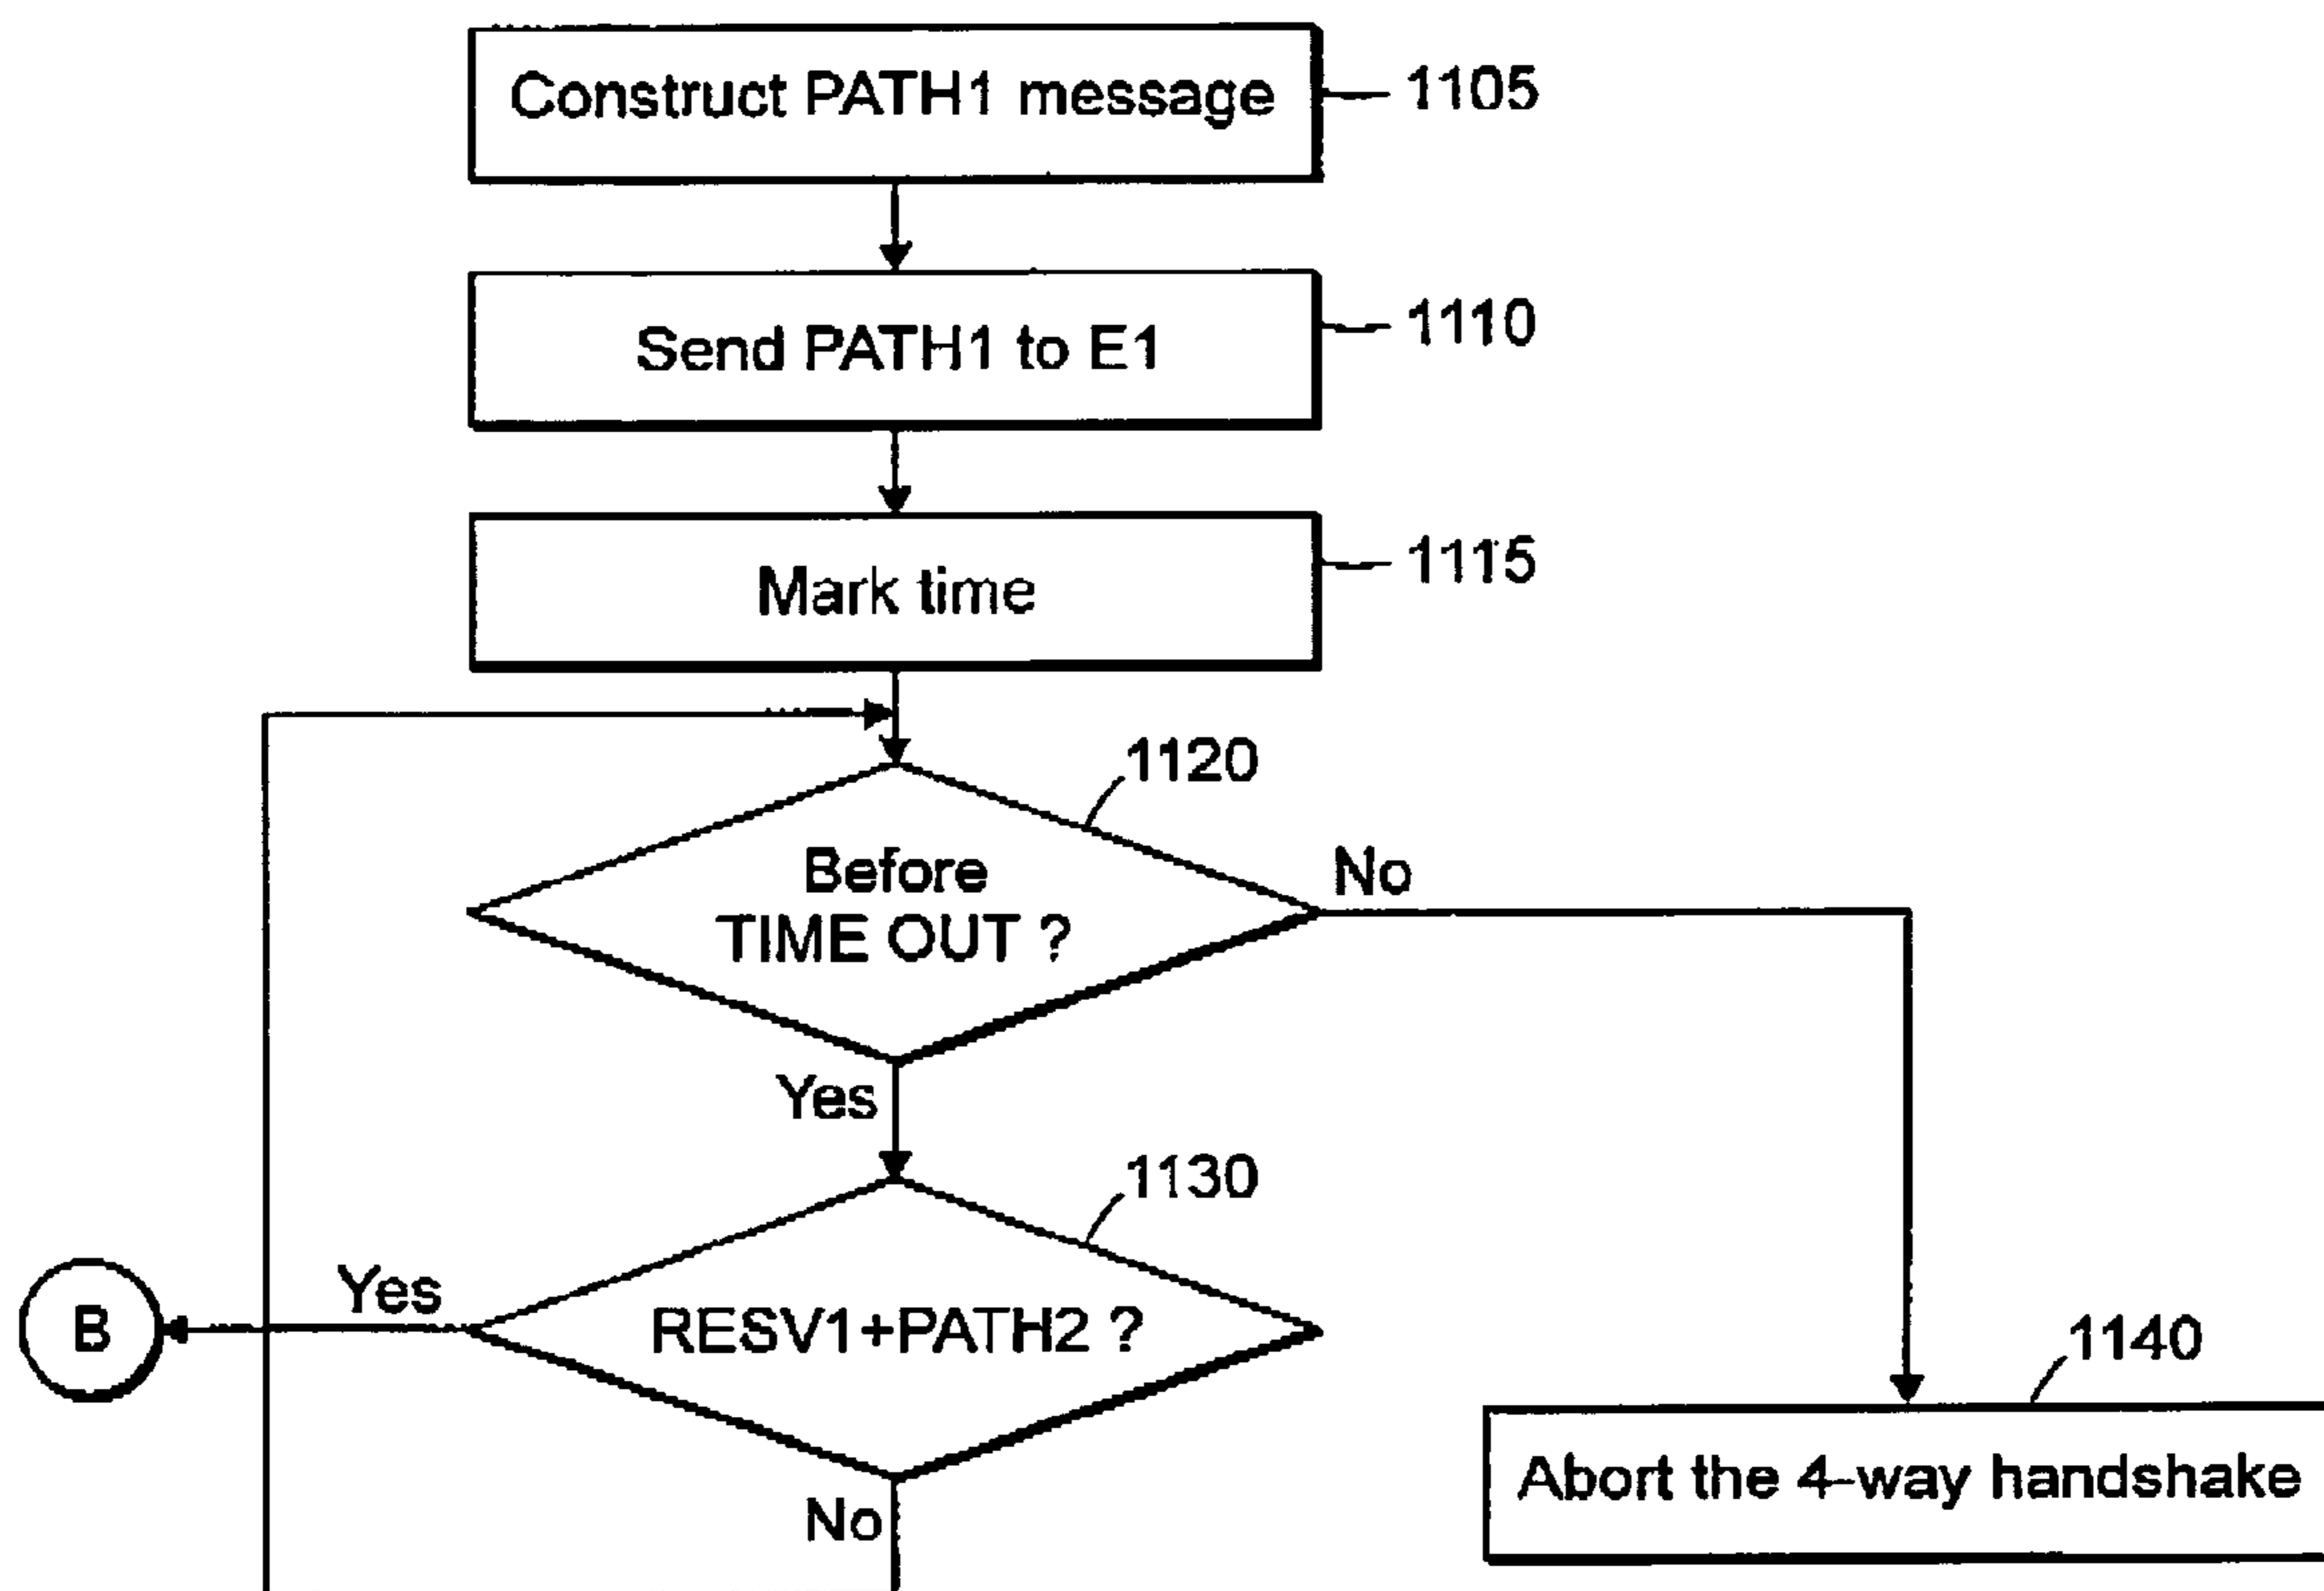 Construct PATH1 message
1105
Send PATH1 to E1
1110
Mark time
1115
1120
Before
TIME OUT ?
No
Yes
1130
RESV1+PATH2 ?
Yes
B
1140
Abort the 4-way handshake
No